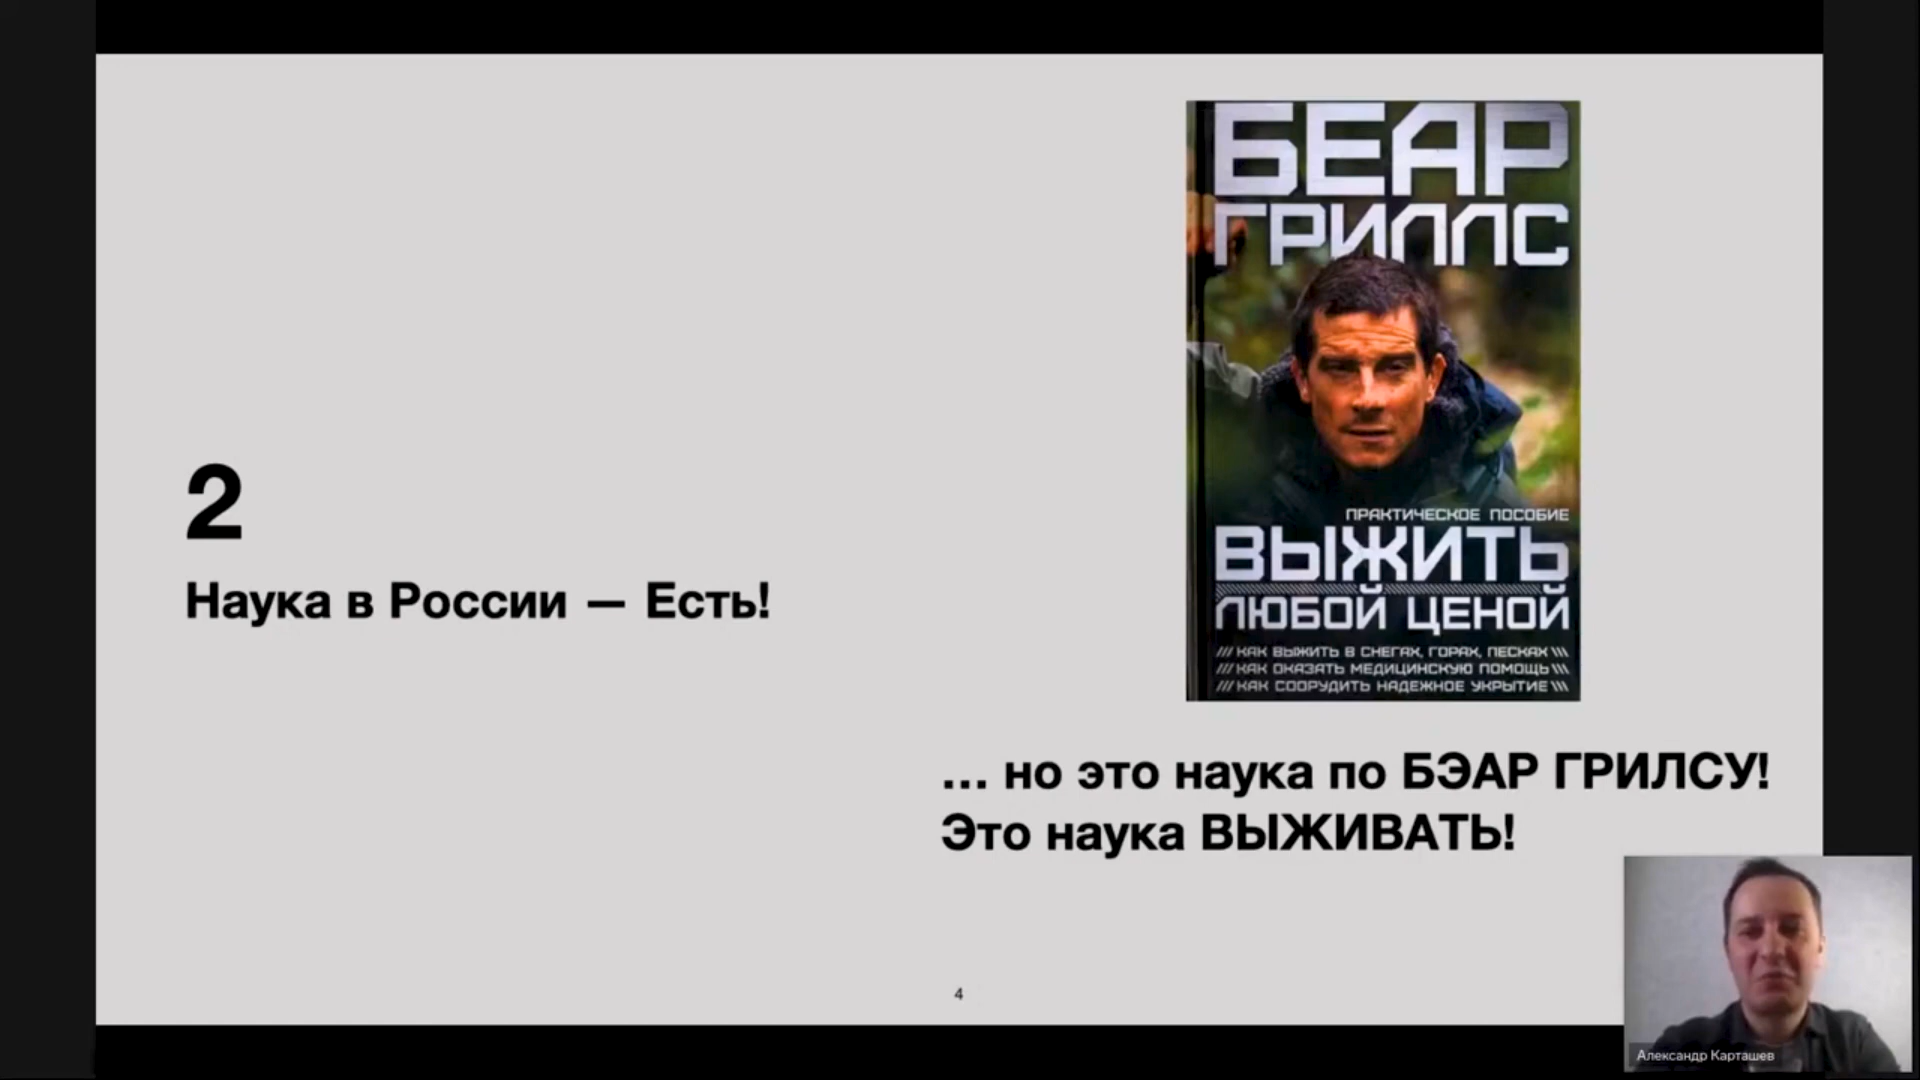 2
Наука в России — Есть!
БЕАР
ГРИЛЛС
ПРАКТИЧЕСКОЕ ПОСОБИЕ
ВЫЖИТЬ
ЛЮБОЙ ЦЕНОЙ
/// КАК ВЫЖИТЬ В СНЕГАХ, ГОРАХ, ПЕСКАХ \\\
/// КАК ОКАЗАТЬ МЕДИЦИНСКУЮ ПОМОЩЬ \\\
/// КАК СООРУДИТЬ НАДЕЖНОЕ УКРЫТИЕ \\\
... но это наука по БЭАР ГРИЛСУ!
Это наука ВЫЖИВАТЬ!
4
Александр Карташев